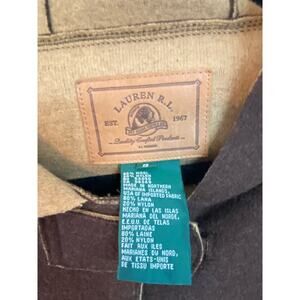 LAUREN R.L.
EST. 1967
Quality Crafted Products
80% WOOL
20% NYLON
MADE IN NORTHERN
MARIANA ISLANDS,
USA OF IMPORTED FABRIC
80% LANA
20% NYLON
HECHO EN LAS ISLAS
MARIANA DEL NORDE,
E.E.U.U. DE TELAS
IMPORTADAS
80% LAINE
20% NYLON
FAIT AUX ILES
MARIANES DU NORD,
AUX ETATS-UNIS
DE TISSU IMPORTE